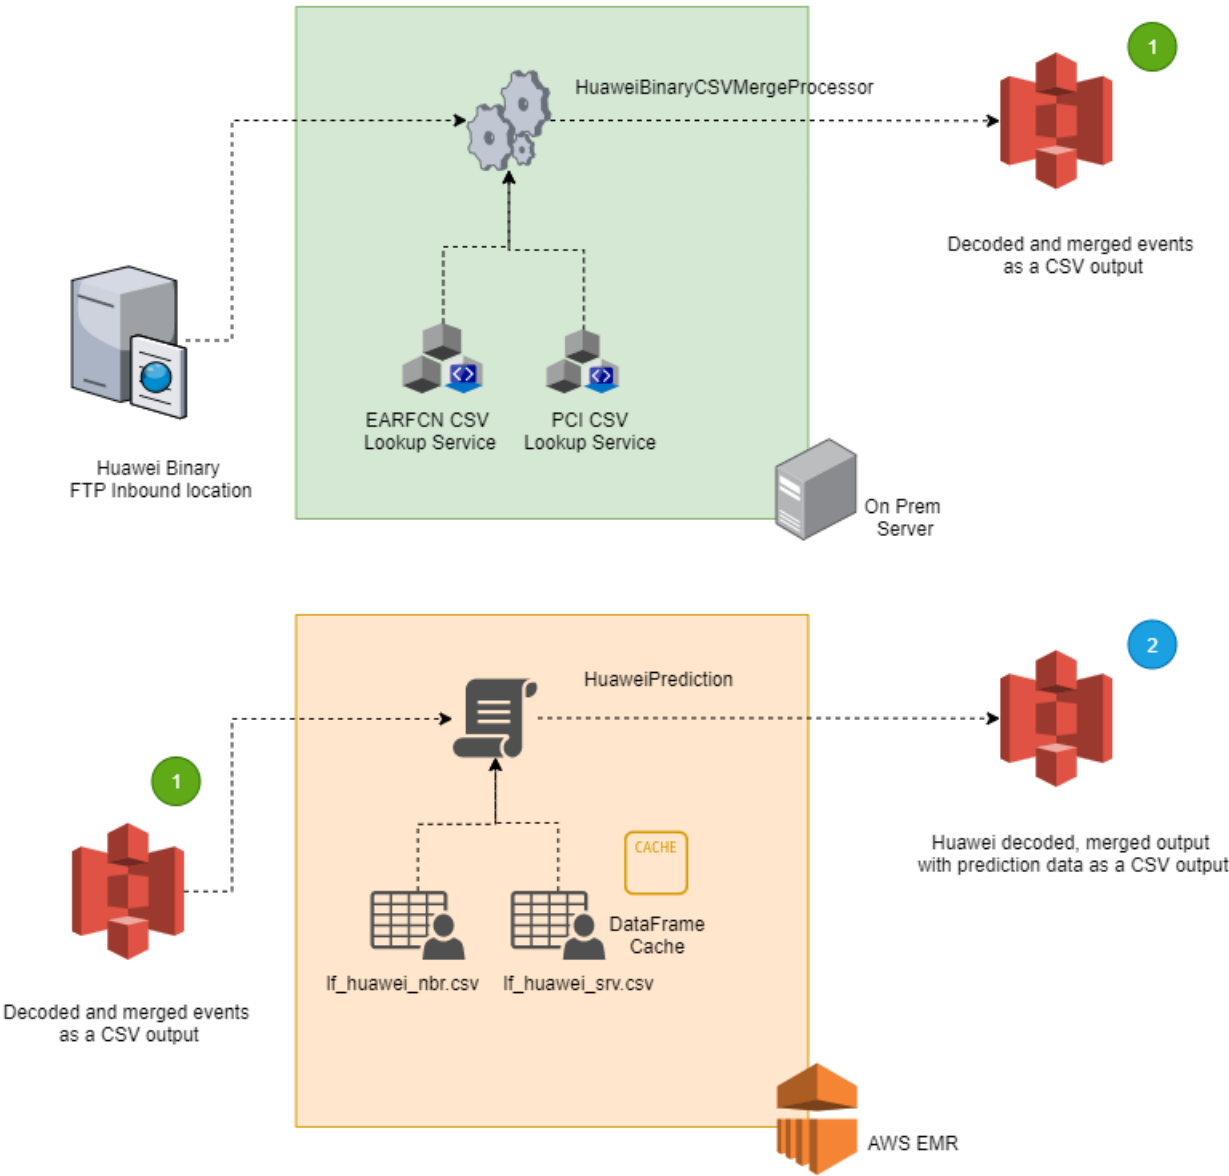 1
HuaweiBinaryCSVMergeProcessor
Decoded and merged events
as a CSV output
EARFCN CSV
Lookup Service
PCI CSV
Lookup Service
Huawei Binary
FTP Inbound location
On Prem
Server
2
HuaweiPrediction
1
CACHE
Huawei decoded, merged output
with prediction data as a CSV output
DataFrame
Cache
lf_huawei_nbr.csv
lf_huawei_srv.csv
Decoded and merged events
as a CSV output
AWS EMR